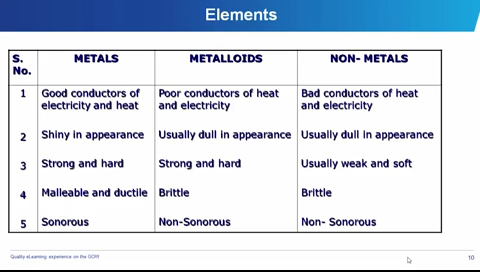 Elements
S. No. METALS METALLOIDS NON- METALS
1 Good conductors of electricity and heat Poor conductors of heat and electricity Bad conductors of heat and electricity
2 Shiny in appearance Usually dull in appearance Usually dull in appearance
3 Strong and hard Strong and hard Usually weak and soft
4 Malleable and ductile Brittle Brittle
5 Sonorous Non-Sonorous Non- Sonorous
Quality eLearning experience on the GOI!! 10